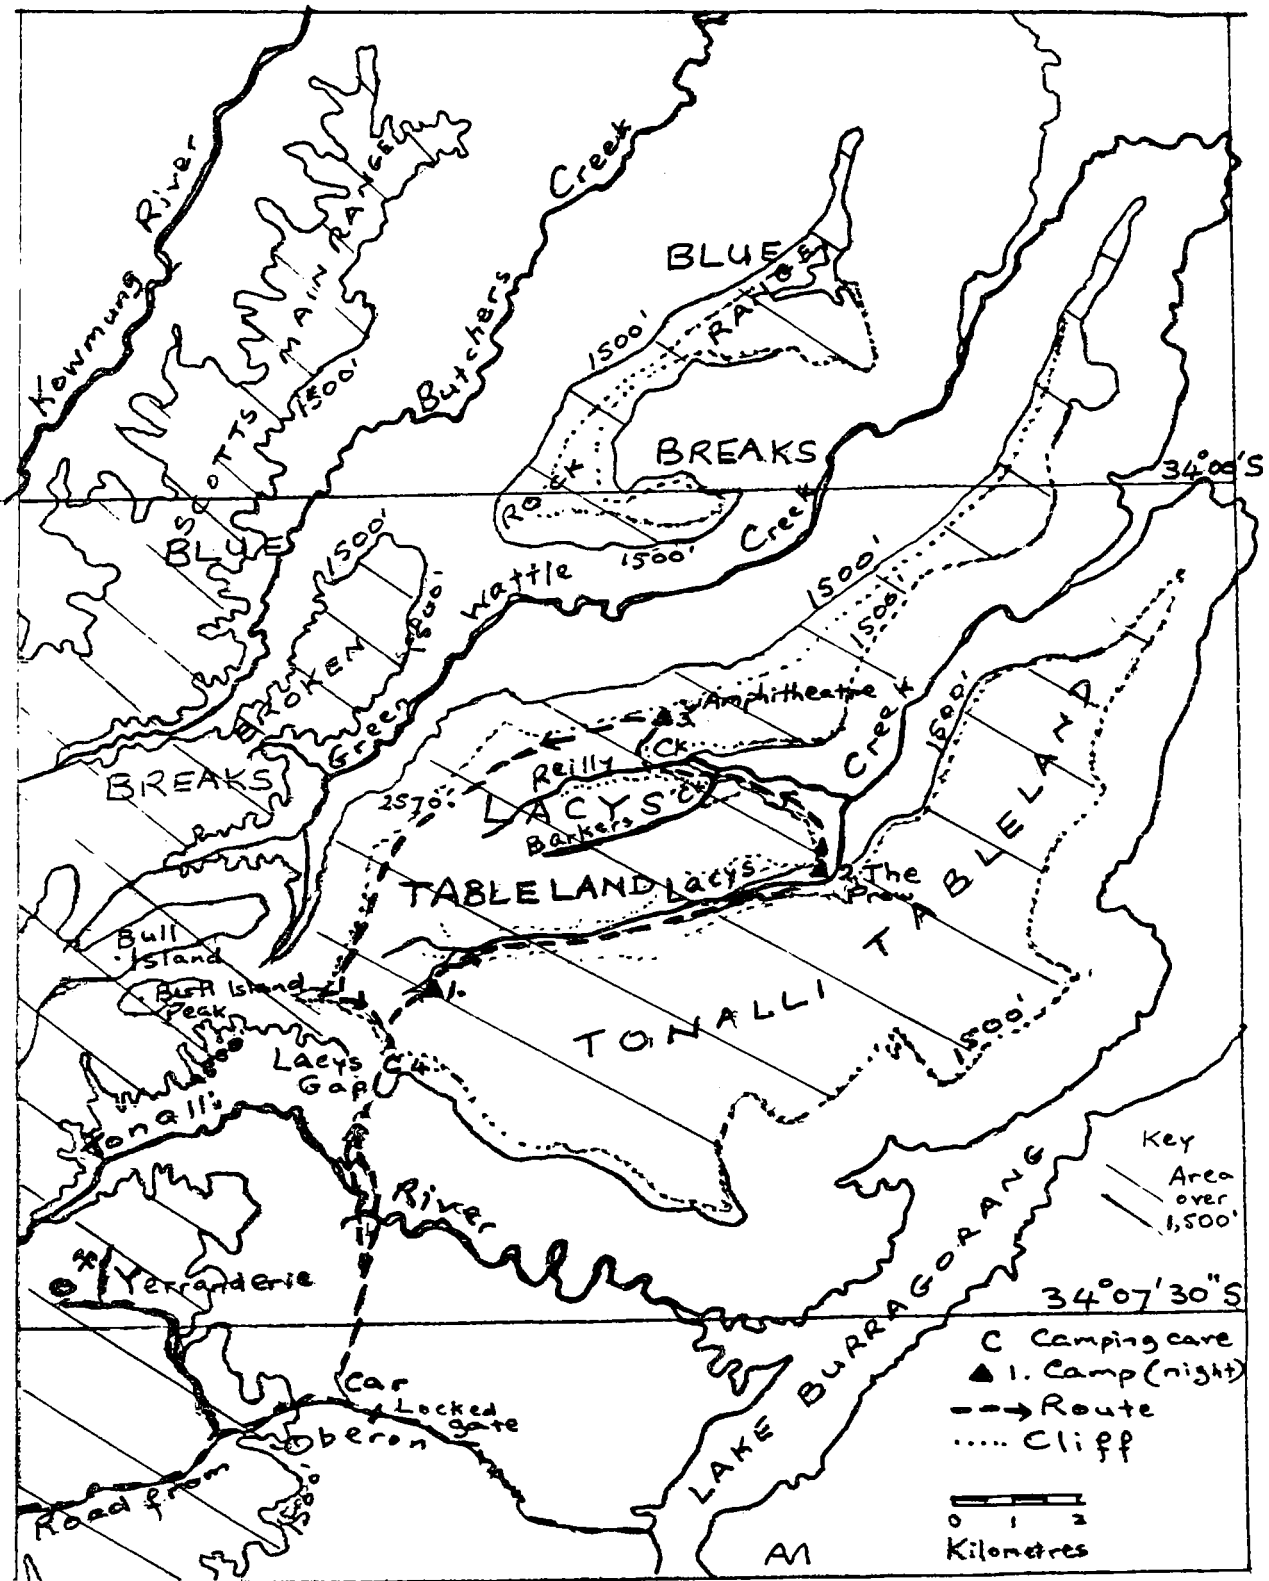 Kowmung River
SCOTTS MAIN RANGE
1500'
Butchers Creek
BLUE
RANGE
1500'
BREAKS
ROCK
1500'
34°00'S
BLUE
1500'
1500'
BROKEN
BREAKS
Green Wattle Creek
1500'
1500'
Amphitheatre
3.
Ck
Reilly
Creek
1500'
2570'
LACYS
Ck
Barkers
TABLELAND
Lacys
2. The
Prow
TONALLI TABLELAND
1500'
Bull
Island
Bull Island
Peak
1.
Lacys
Gap
C 4.
Tonalli River
Key
Area
over
1,500'
Yerranderie
34°07'30"S
Car
Locked
gate
Road from Oberon
LAKE BURRAGORANG
C Camping cave
1. Camp (night)
Route
Cliff
0 1 2
Kilometres